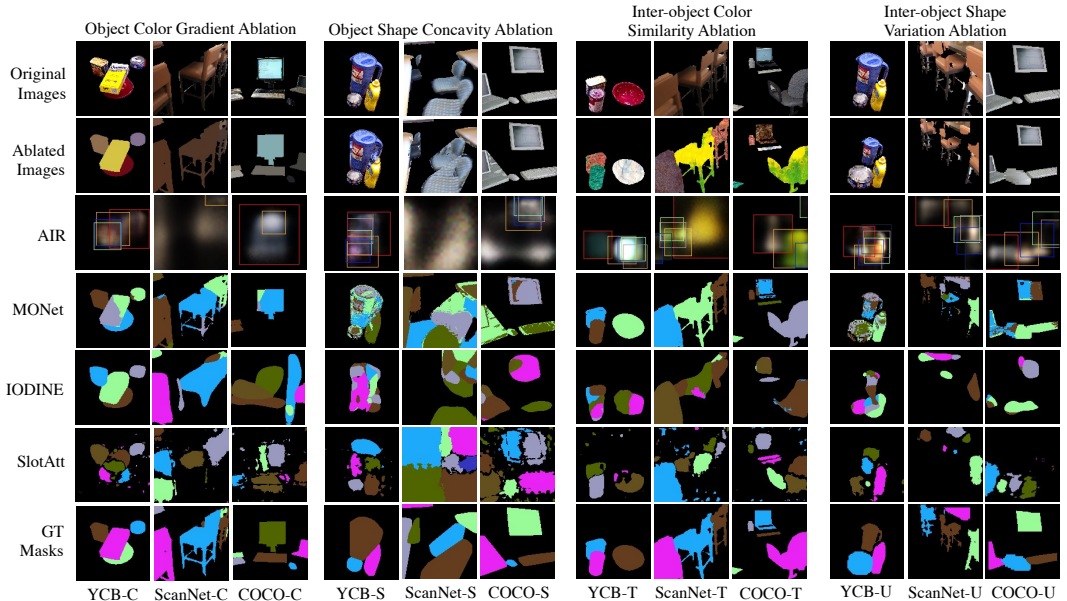 Object Color Gradient Ablation
Object Shape Concavity Ablation
Inter-object Color
Similarity Ablation
Inter-object Shape
Variation Ablation
Original
Images
Ablated
Images
AIR
MONet
IODINE
SlotAtt
GT
Masks
YCB-C ScanNet-C COCO-C YCB-S ScanNet-S COCO-S YCB-T ScanNet-T COCO-T YCB-U ScanNet-U COCO-U